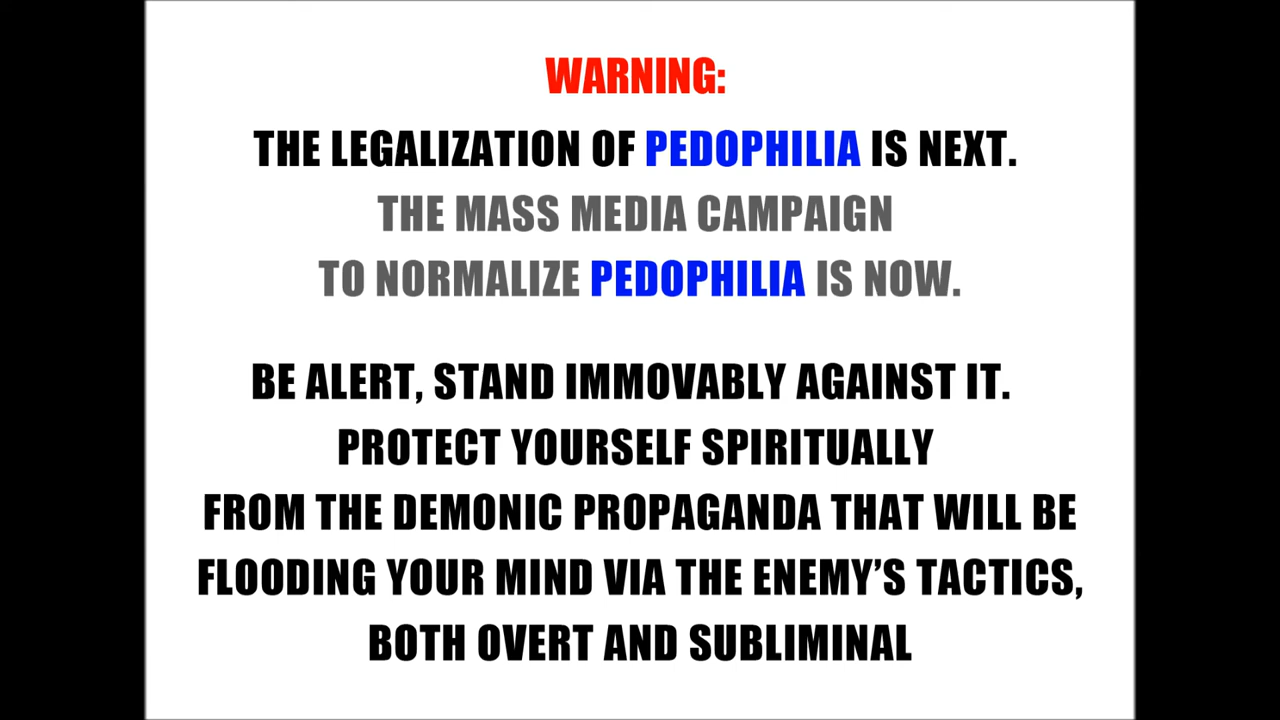 WARNING:
THE LEGALIZATION OF PEDOPHILIA IS NEXT.
THE MASS MEDIA CAMPAIGN
TO NORMALIZE PEDOPHILIA IS NOW.
BE ALERT, STAND IMMOVABLY AGAINST IT.
PROTECT YOURSELF SPIRITUALLY
FROM THE DEMONIC PROPAGANDA THAT WILL BE
FLOODING YOUR MIND VIA THE ENEMY’S TACTICS,
BOTH OVERT AND SUBLIMINAL